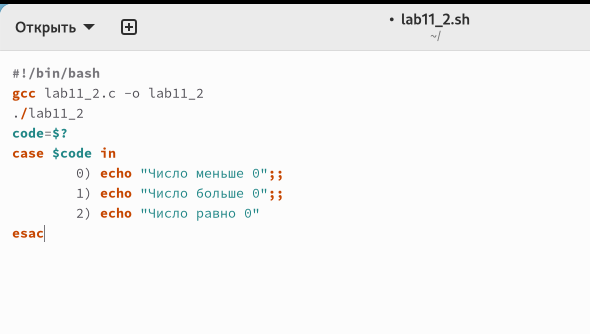 Открыть
• lab11_2.sh
~/
#!/bin/bash
gcc lab11_2.c -o lab11_2
./lab11_2
code=$?
case $code in
        0) echo "Число меньше 0";;
        1) echo "Число больше 0";;
        2) echo "Число равно 0"
esac